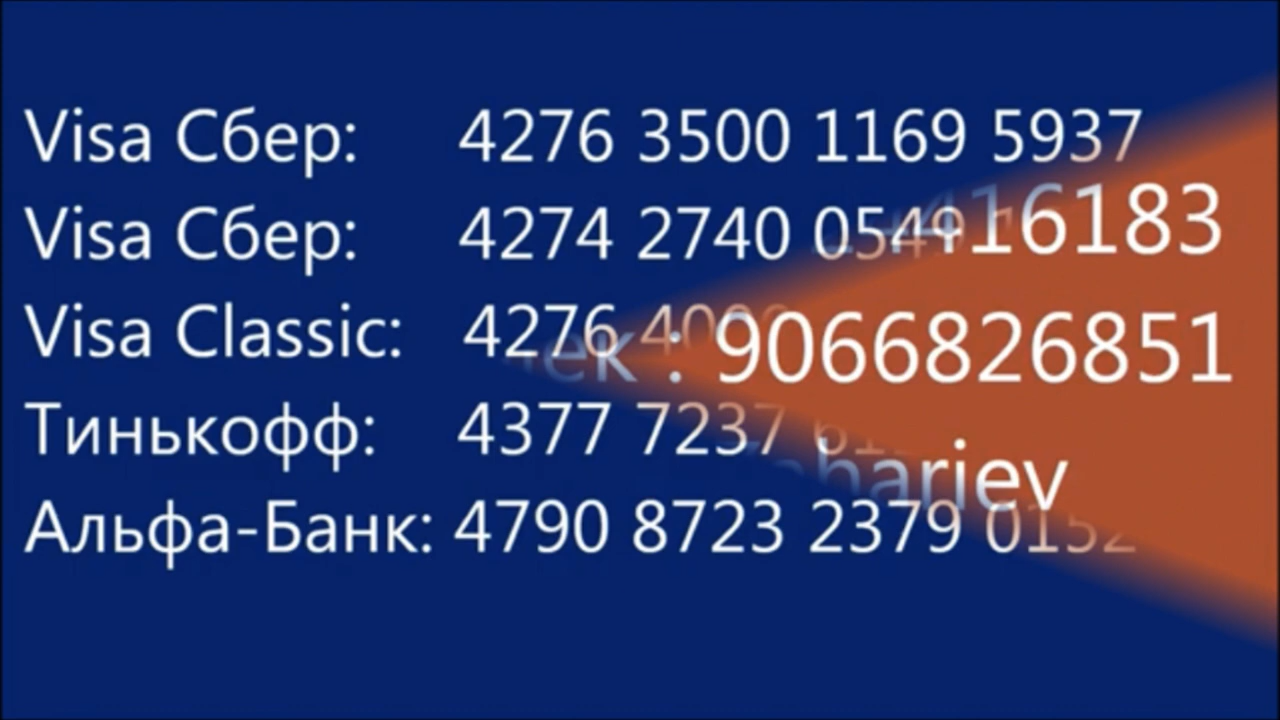 Visa Сбер: 4276 3500 1169 5937
416183
Visa Сбер: 4274 2740
Visa Classic: 4276
: 9066826851
Тинькофф: 4377 7237
Альфа-Банк: 4790 8723 2379 0152